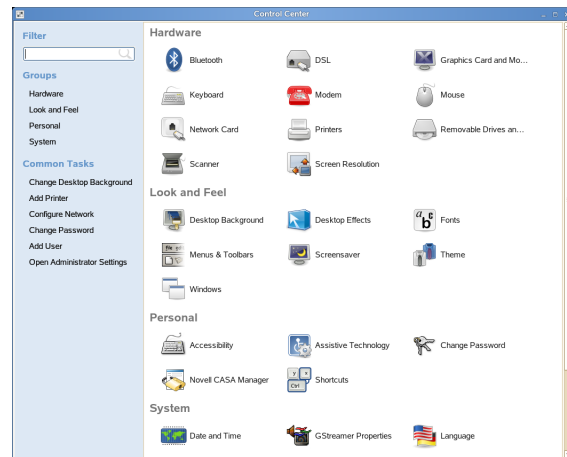 Control Center
Filter
Groups
Hardware
Look and Feel
Personal
System
Common Tasks
Change Desktop Background
Add Printer
Configure Network
Change Password
Add User
Open Administrator Settings
Hardware
Bluetooth
DSL
Graphics Card and Mo...
Keyboard
Modem
Mouse
Network Card
Printers
Removable Drives an...
Scanner
Screen Resolution
Look and Feel
Desktop Background
Desktop Effects
a b c
Fonts
File
Menus & Toolbars
Screensaver
Theme
Windows
Personal
Accessibility
Assistive Technology
Change Password
Novell CASA Manager
Ctrl
Shortcuts
System
Date and Time
GStreamer Properties
Language